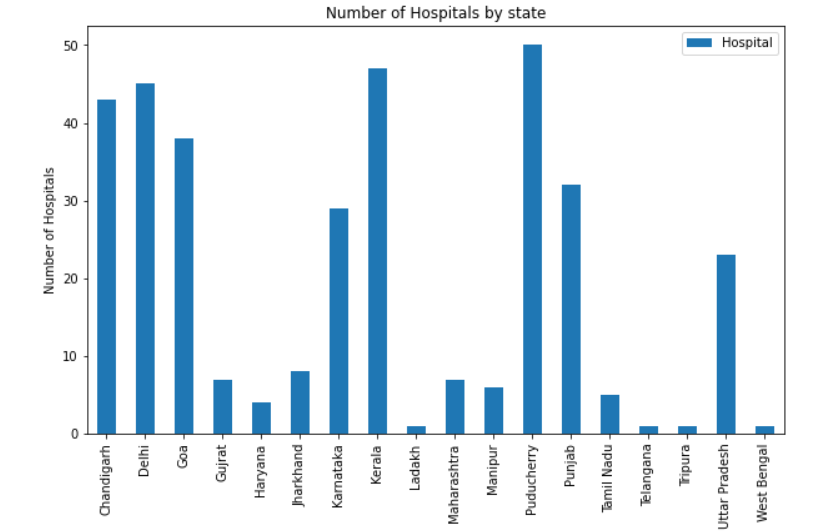 Number of Hospitals by state
Hospital
Number of Hospitals
50
40
30
20
10
0
Chandigarh
Delhi
Goa
Gujrat
Haryana
Jharkhand
Karnataka
Kerala
Ladakh
Maharashtra
Manipur
Puducherry
Punjab
Tamil Nadu
Telangana
Tripura
Uttar Pradesh
West Bengal